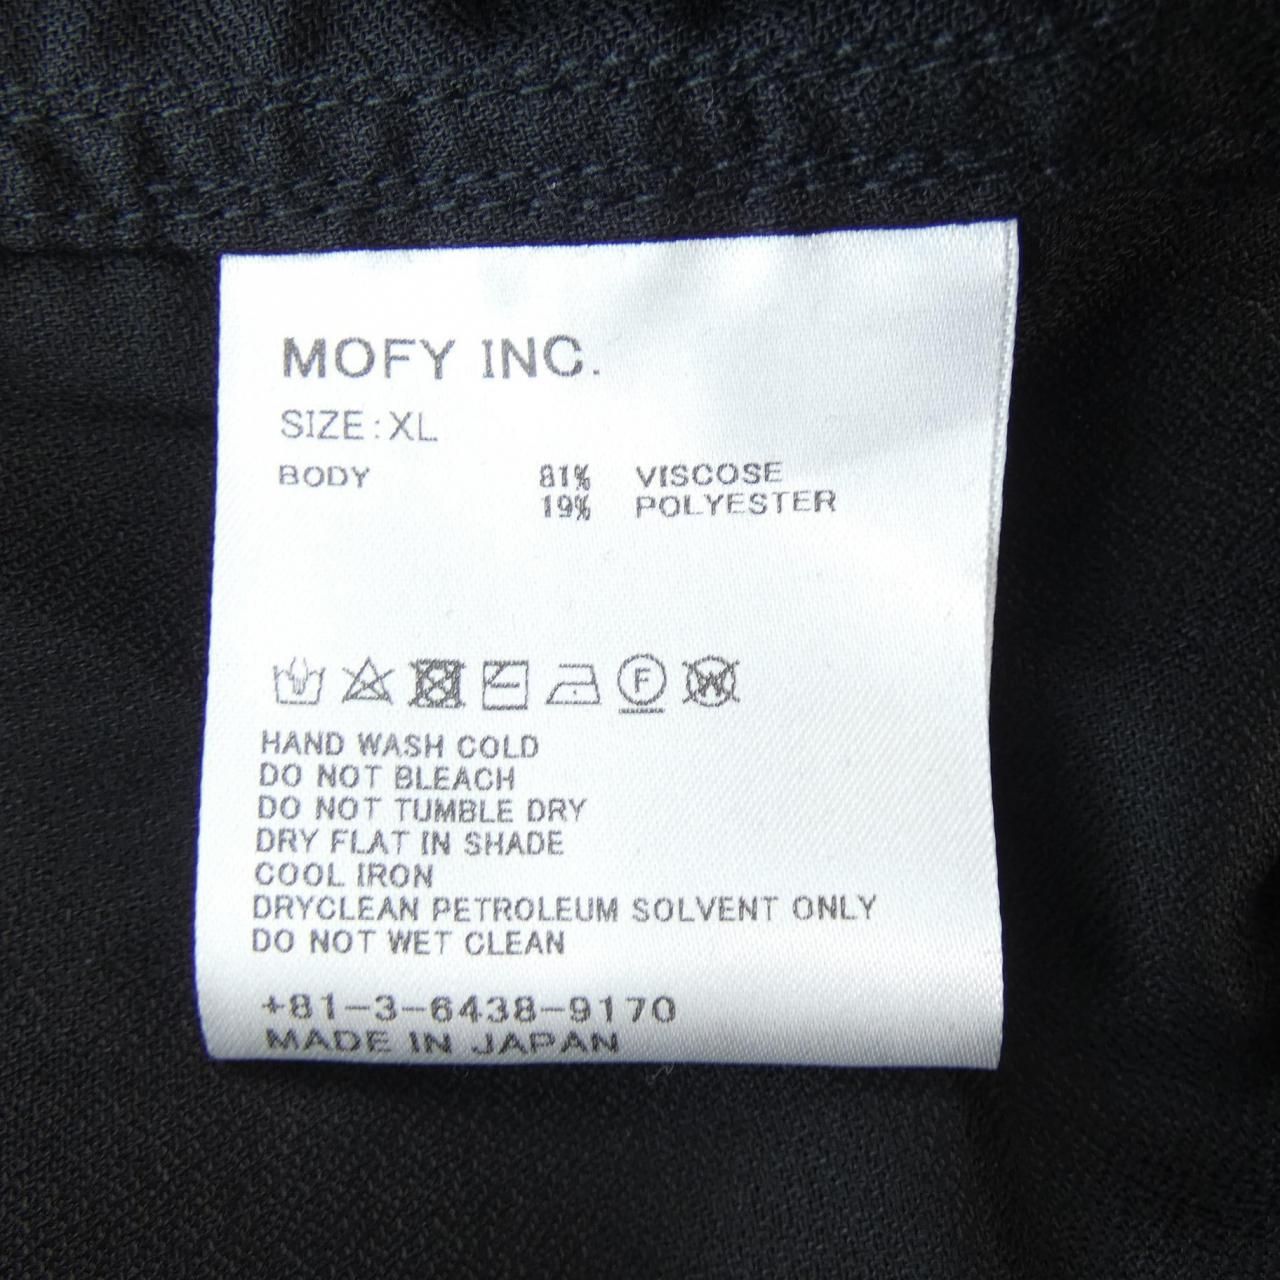 MOFY INC.
SIZE:XL
BODY 81% VISCOSE
19% POLYESTER
F W
HAND WASH COLD
DO NOT BLEACH
DO NOT TUMBLE DRY
DRY FLAT IN SHADE
COOL IRON
DRYCLEAN PETROLEUM SOLVENT ONLY
DO NOT WET CLEAN
+81-3-6438-9170
MADE IN JAPAN